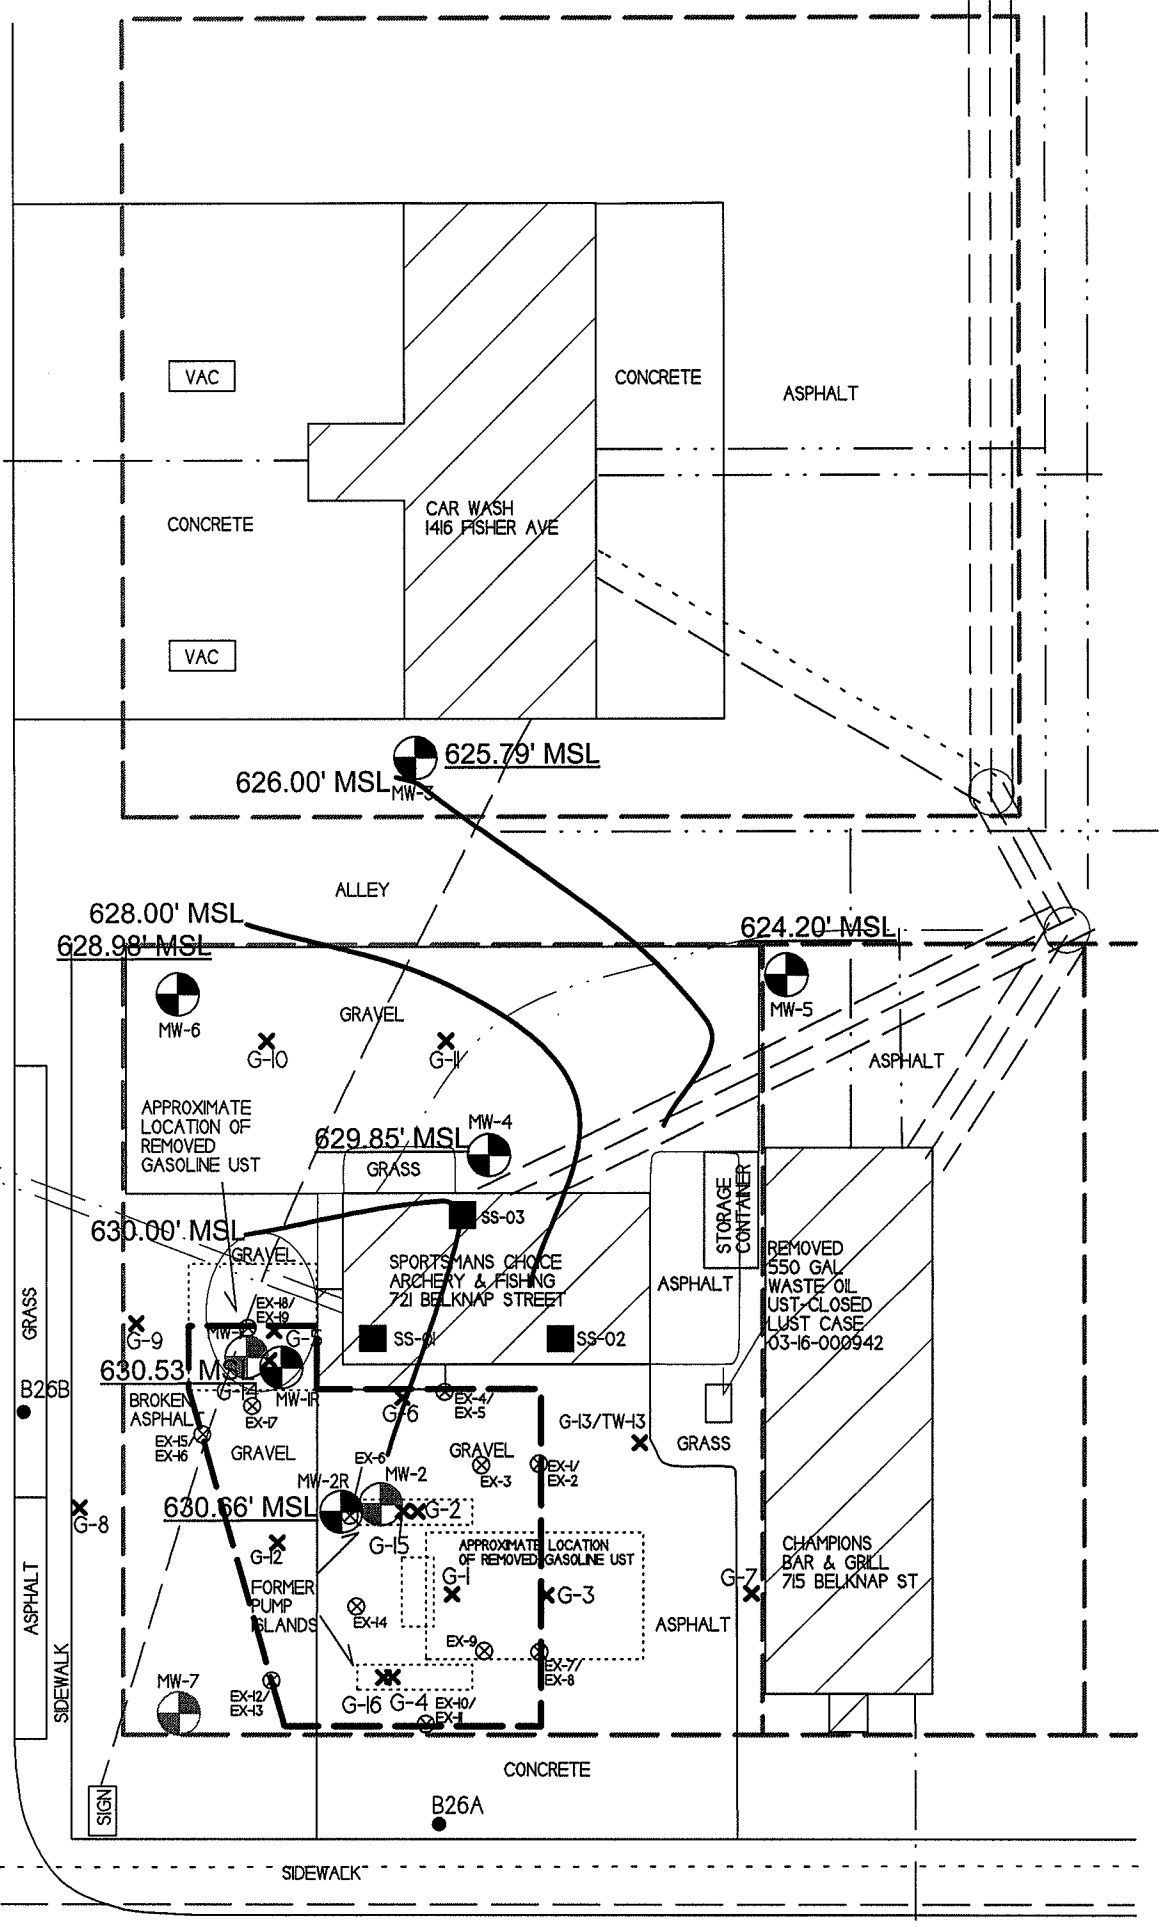 VAC
CONCRETE
ASPHALT
CAR WASH
1416 FISHER AVE
CONCRETE
VAC
625.79' MSL
626.00' MSL
MW-3
ALLEY
628.00' MSL
624.20' MSL
628.98' MSL
MW-6
MW-5
GRAVEL
G-10
G-11
ASPHALT
APPROXIMATE
LOCATION OF
REMOVED
GASOLINE UST
MW-4
629.85' MSL
GRASS
STORAGE
CONTAINER
SS-03
630.00' MSL
GRAVEL
SPORTSMANS CHOICE
ARCHERY & FISHING
721 BELKNAP STREET
ASPHALT
REMOVED
550 GAL
WASTE OIL
UST-CLOSED
LUST CASE
03-16-000942
GRASS
EX-18/
EX-19
G-9
MW-1
G-5
SS-01
SS-02
630.53' MSL
G-14
MW-1R
B26B
BROKEN
ASPHALT
EX-17
G-6
EX-4/
EX-5
EX-15/
EX-16
GRAVEL
G-13/TW-13
GRASS
GRAVEL
EX-6
EX-3
EX-1/
EX-2
MW-2R
MW-2
630.66' MSL
G-2
G-8
G-15
G-12
APPROXIMATE LOCATION
OF REMOVED GASOLINE UST
CHAMPIONS
BAR & GRILL
715 BELKNAP ST
G-1
G-3
G-7
FORMER
PUMP
ISLANDS
EX-14
ASPHALT
ASPHALT
EX-9
EX-7/
EX-8
SIDEWALK
MW-7
EX-12/
EX-13
G-16
G-4
EX-10/
EX-11
CONCRETE
SIGN
B26A
SIDEWALK